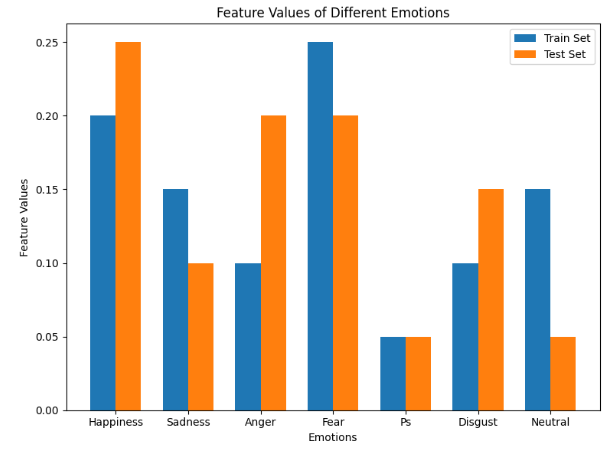 Feature Values of Different Emotions
Train Set
Test Set
Feature Values
0.25
0.20
0.15
0.10
0.05
0.00
Happiness Sadness Anger Fear Ps Disgust Neutral
Emotions